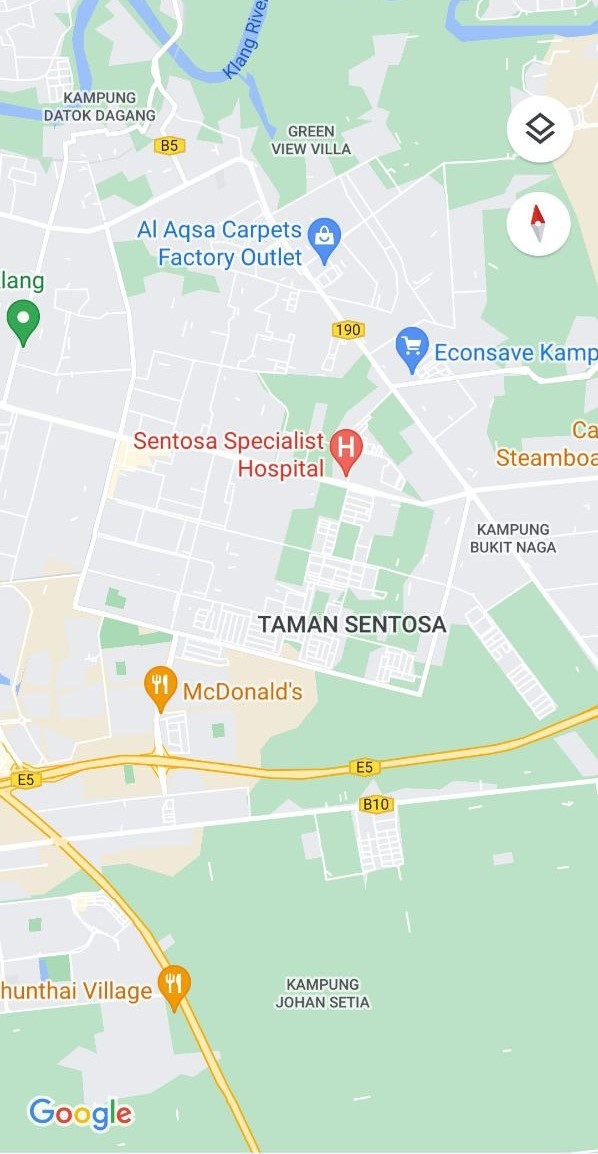 Klang River
KAMPUNG
DATOK DAGANG
GREEN
VIEW VILLA
B5
Al Aqsa Carpets
Factory Outlet
lang
190
Econsave Kamp
Ca
Steamboa
Sentosa Specialist
Hospital
H
KAMPUNG
BUKIT NAGA
TAMAN SENTOSA
McDonald's
E5
E5
B10
hunthai Village
KAMPUNG
JOHAN SETIA
Google